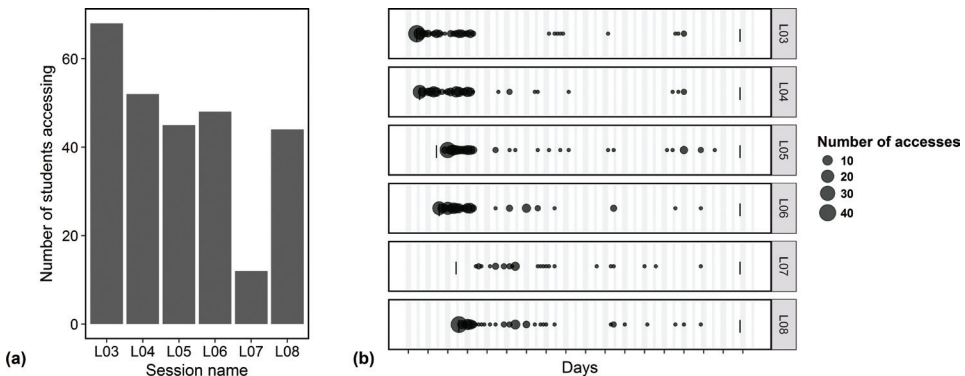 (a)
Number of students accessing
60
40
20
0
L03 L04 L05 L06 L07 L08
Session name
(b)
L03
L04
L05
L06
L07
L08
Days
Number of accesses
10
20
30
40